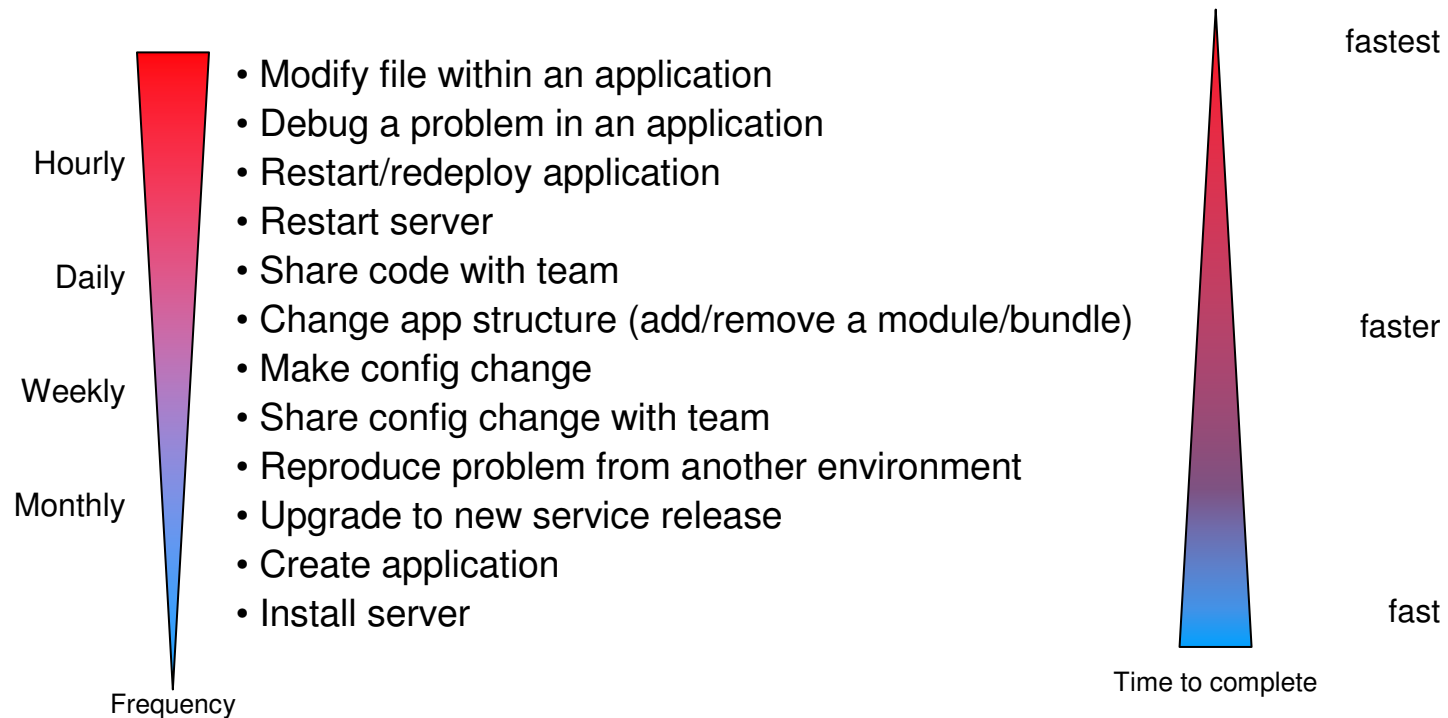 fastest
• Modify file within an application
• Debug a problem in an application
Hourly
• Restart/redeploy application
• Restart server
Daily
• Share code with team
• Change app structure (add/remove a module/bundle)
faster
• Make config change
Weekly
• Share config change with team
• Reproduce problem from another environment
Monthly
• Upgrade to new service release
• Create application
• Install server
fast
Time to complete
Frequency